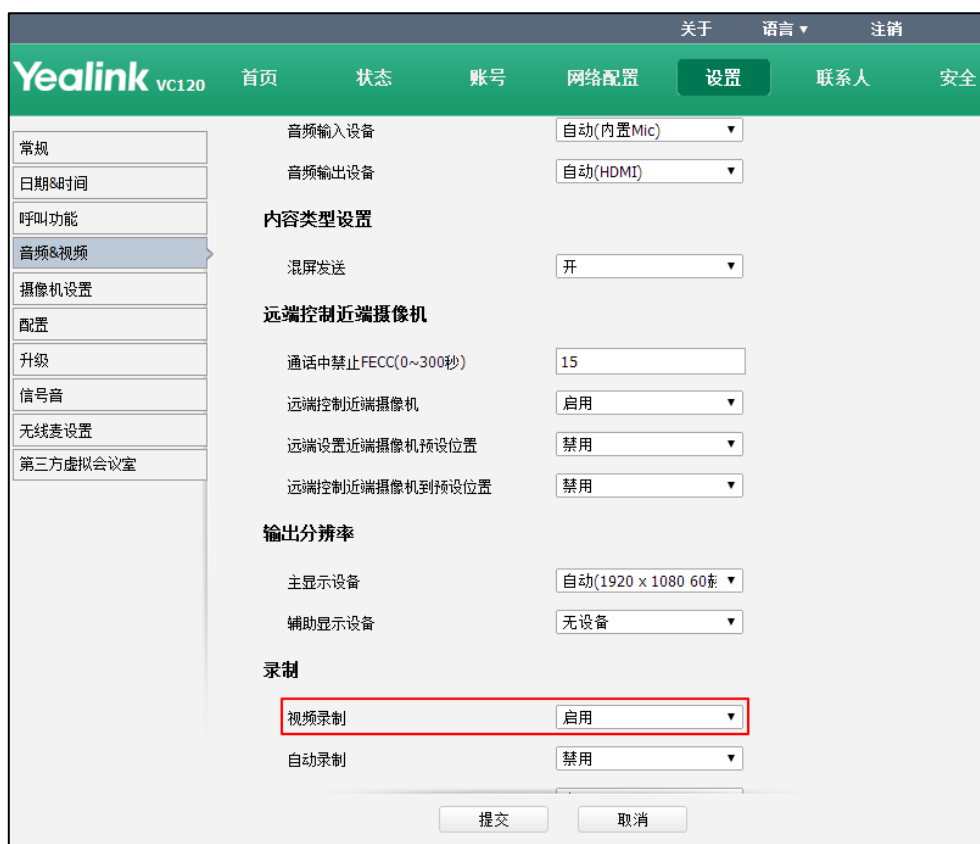 关于 语言 ▼ 注销
Yealink VC120 首页 状态 账号 网络配置 设置 联系人 安全
常规
日期&时间
呼叫功能
音频&视频
摄像机设置
配置
升级
信号音
无线麦设置
第三方虚拟会议室
音频输入设备 自动(内置Mic)
音频输出设备 自动(HDMI)
内容类型设置
混屏发送 开
远端控制近端摄像机
通话中禁止FECC(0~300秒) 15
远端控制近端摄像机 启用
远端设置近端摄像机预设位置 禁用
远端控制近端摄像机到预设位置 禁用
输出分辨率
主显示设备 自动(1920 x 1080 60
辅助显示设备 无设备
录制
视频录制 启用
自动录制 禁用
提交 取消